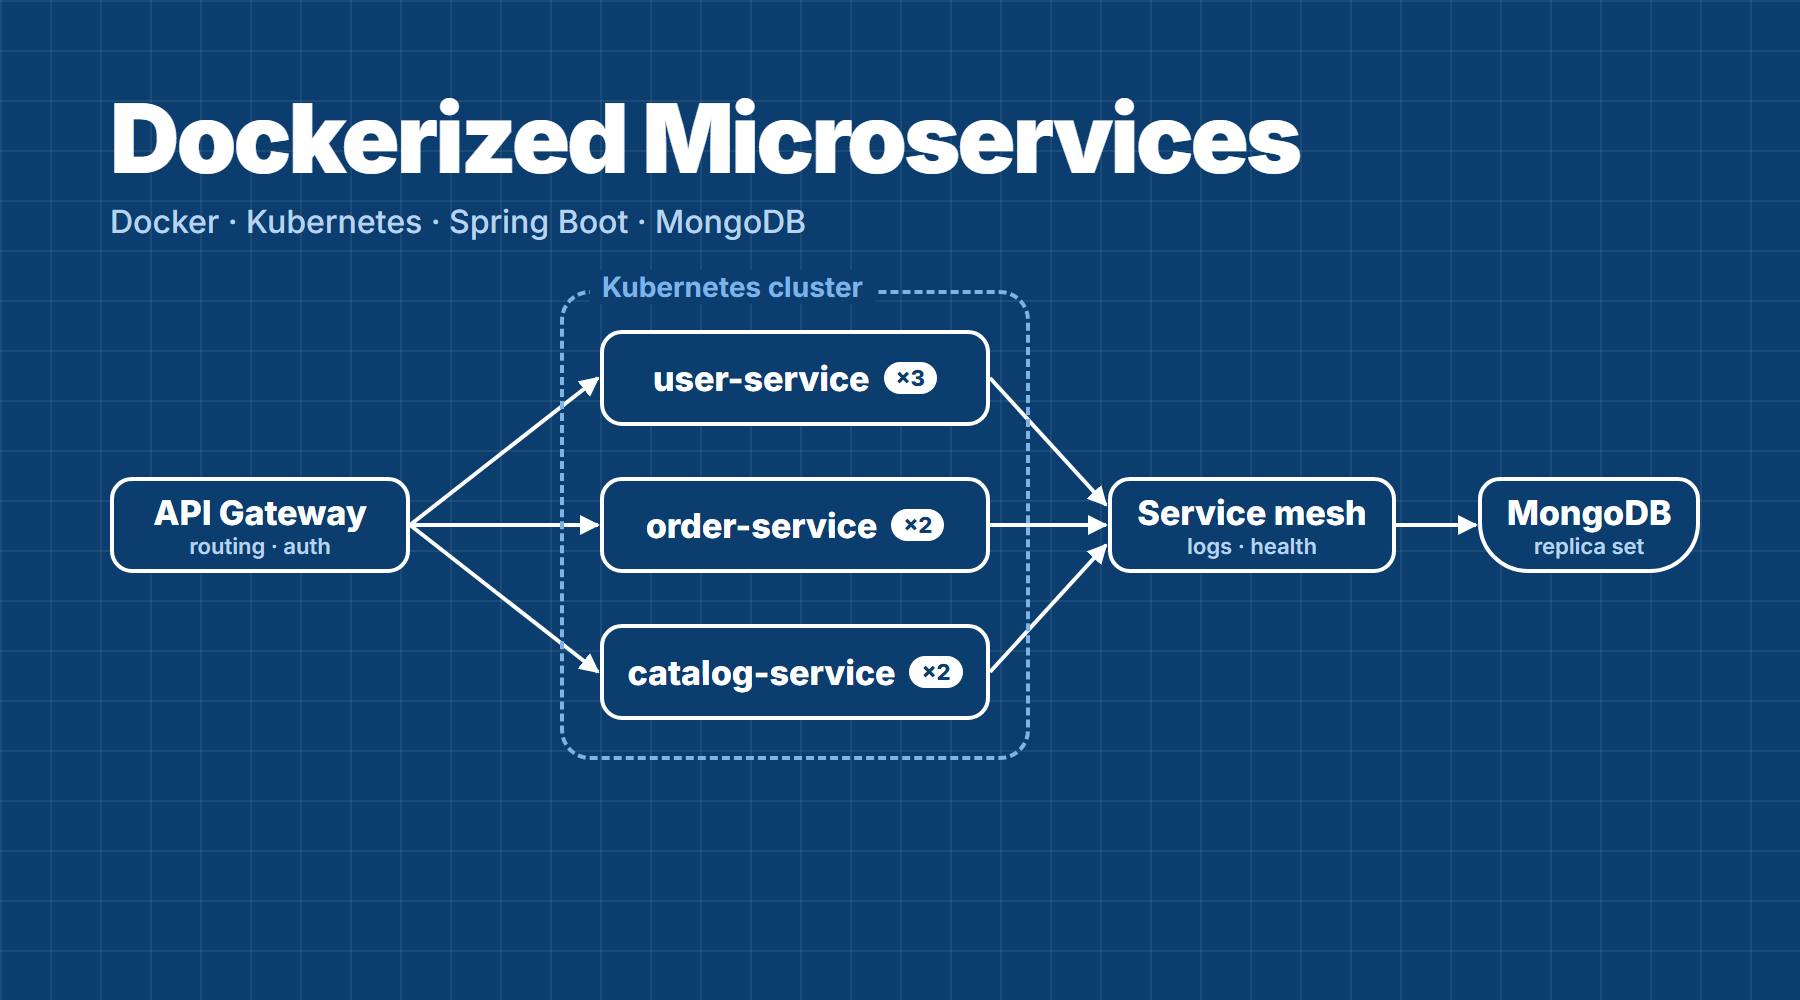 Dockerized Microservices
Docker · Kubernetes · Spring Boot · MongoDB
Kubernetes cluster
user-service ×3
API Gateway
routing · auth
order-service ×2
Service mesh
logs · health
MongoDB
replica set
catalog-service ×2